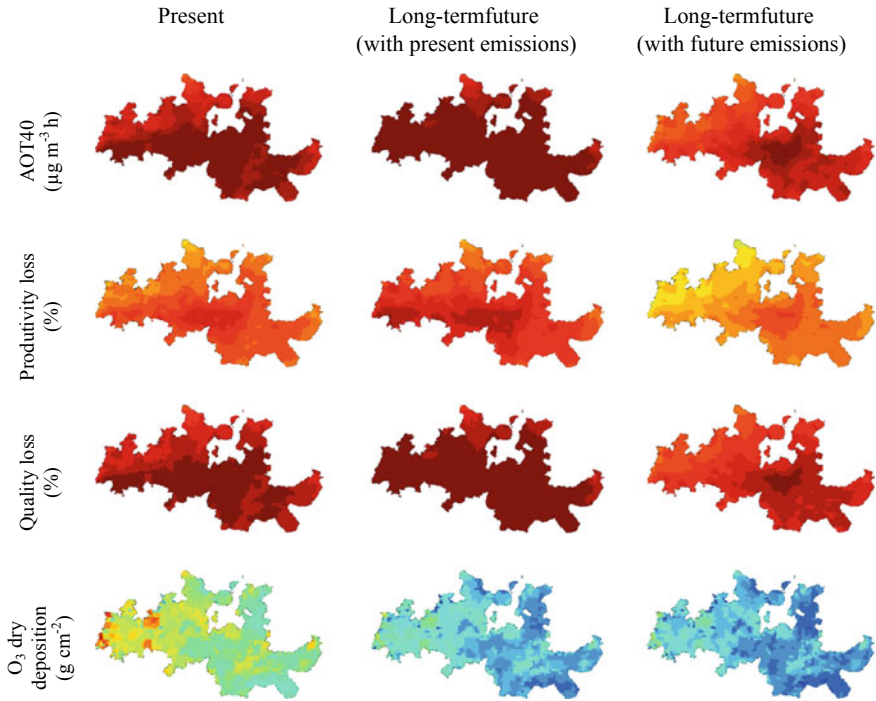 Present
Long-termfuture
(with present emissions)
Long-termfuture
(with future emissions)
AOT40
(µg m⁻³ h)
Produtivity loss
(%)
Quality loss
(%)
O₃ dry
deposition
(g cm⁻²)